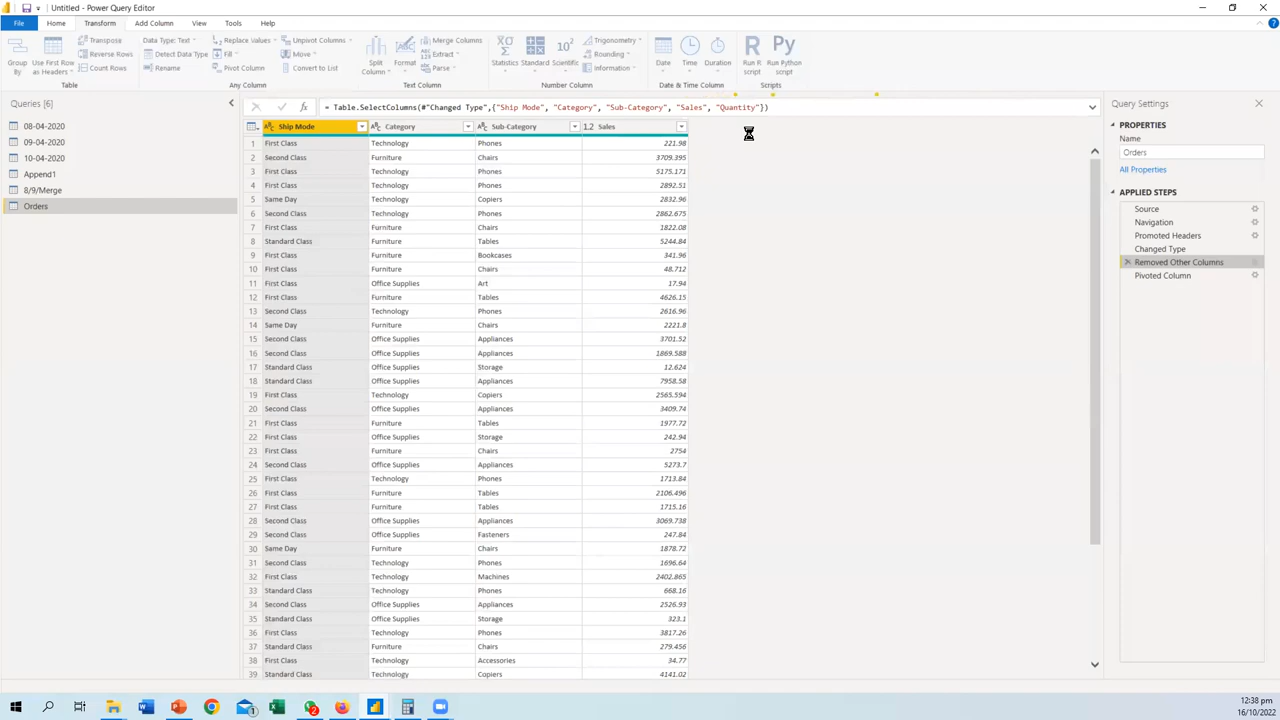 Untitled - Power Query Editor
File Home Transform Add Column View Tools Help
Group By
Use First Row as Headers
Transpose
Reverse Rows
Count Rows
Table
Data Type: Text
Detect Data Type
Rename
Replace Values
Fill
Pivot Column
Unpivot Columns
Move
Convert to List
Any Column
Split Column
Format
Merge Columns
Extract
Parse
Text Column
Statistics
Standard
Scientific
Trigonometry
Rounding
Information
Number Column
Date
Time
Duration
Date & Time Column
Run R script
Run Python script
Scripts
Queries [6]
08-04-2020
09-04-2020
10-04-2020
Append1
8/9/Merge
Orders
= Table.SelectColumns(#"Changed Type",{"Ship Mode", "Category", "Sub-Category", "Sales", "Quantity"})
Ship Mode Category Sub-Category 1.2 Sales
1 First Class Technology Phones 221.98
2 Second Class Furniture Chairs 3709.395
3 First Class Technology Phones 5175.171
4 First Class Technology Phones 2892.51
5 Same Day Technology Copiers 2832.96
6 Second Class Technology Phones 2862.675
7 First Class Furniture Chairs 1822.08
8 Standard Class Furniture Tables 5244.84
9 First Class Furniture Bookcases 341.96
10 First Class Furniture Chairs 48.712
11 First Class Office Supplies Art 17.94
12 First Class Furniture Tables 4626.15
13 Second Class Technology Phones 2616.96
14 Same Day Furniture Chairs 2221.8
15 Second Class Office Supplies Appliances 3701.52
16 Second Class Office Supplies Appliances 1869.588
17 Standard Class Office Supplies Storage 12.624
18 Standard Class Office Supplies Appliances 7958.58
19 First Class Technology Copiers 2565.594
20 Second Class Office Supplies Appliances 3409.74
21 First Class Furniture Tables 1977.72
22 First Class Office Supplies Storage 242.94
23 First Class Furniture Chairs 2754
24 Second Class Office Supplies Appliances 5273.7
25 First Class Technology Phones 1713.84
26 First Class Furniture Tables 2106.496
27 First Class Furniture Tables 1715.16
28 Second Class Office Supplies Appliances 3069.738
29 Second Class Office Supplies Fasteners 247.84
30 Same Day Furniture Chairs 1878.72
31 Second Class Technology Phones 1696.64
32 First Class Technology Machines 2402.865
33 Standard Class Technology Phones 668.16
34 Second Class Office Supplies Appliances 2526.93
35 Standard Class Office Supplies Storage 323.1
36 First Class Technology Phones 3817.26
37 Standard Class Furniture Chairs 279.456
38 First Class Technology Accessories 34.77
39 Standard Class Technology Copiers 4141.02
Query Settings
PROPERTIES
Name
Orders
All Properties
APPLIED STEPS
Source
Navigation
Promoted Headers
Changed Type
Removed Other Columns
Pivoted Column
12:38 pm
16/10/2022